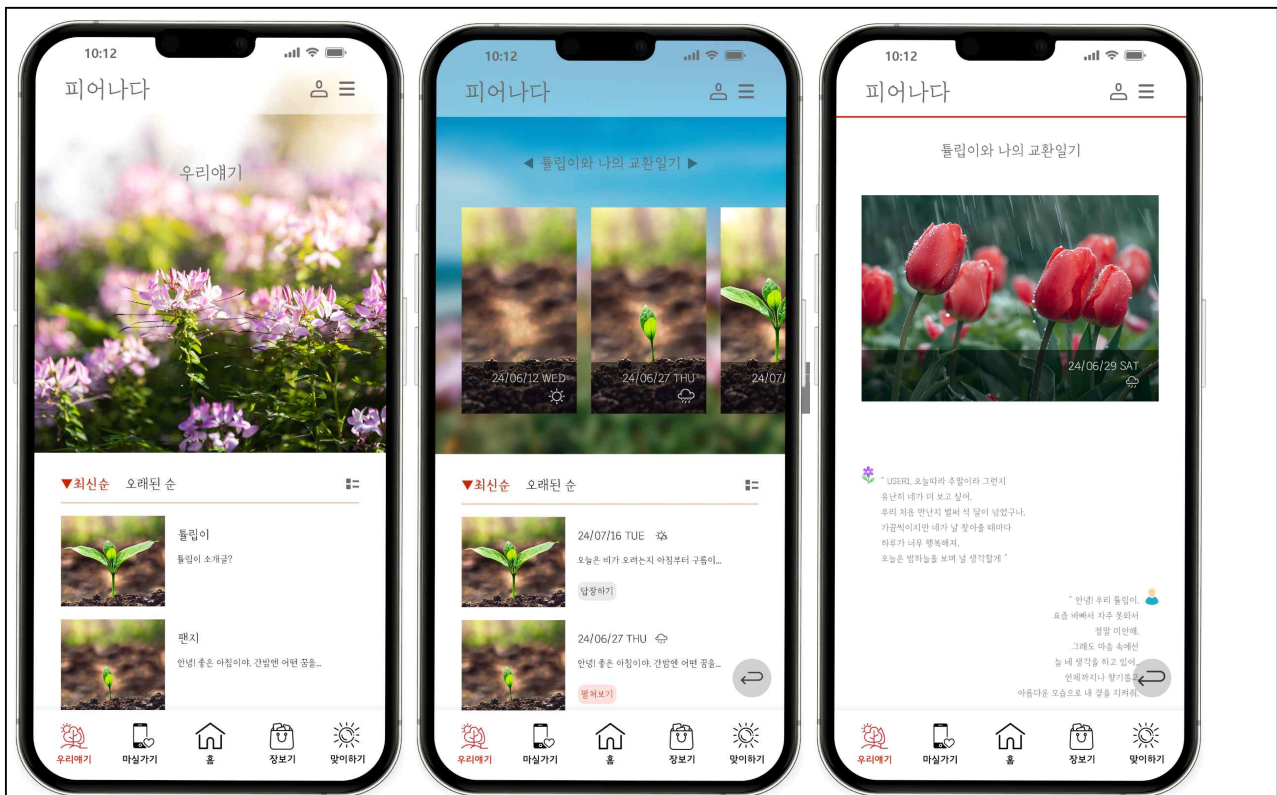 10:12
피어나다
우리얘기
▼최신순 오래된 순
튤립이
튤립이 소개글?
팬지
안녕! 좋은 아침이야. 간밤엔 어떤 꿈을...
우리얘기 마실가기 홈 장보기 맞이하기
10:12
피어나다
◀ 튤립이와 나의 교환일기 ▶
24/06/12 WED
24/06/27 THU
24/07/
▼최신순 오래된 순
24/07/16 TUE
오늘은 비가 오려는지 아침부터 구름이...
답장하기
24/06/27 THU
안녕! 좋은 아침이야. 간밤엔 어떤 꿈을...
펼쳐보기
우리얘기 마실가기 홈 장보기 맞이하기
10:12
피어나다
튤립이와 나의 교환일기
24/06/29 SAT
" USER1, 오늘따라 주말이라 그런지
유난히 네가 더 보고 싶어.
우리 처음 만난지 벌써 석 달이 넘었구나.
가끔씩이지만 네가 날 찾아줄 때마다
하루가 너무 행복해져.
오늘은 밤하늘을 보며 널 생각할게 "
" 안녕! 우리 튤립이.
요즘 바빠서 자주 못와서
정말 미안해.
그래도 마음 속에선
늘 네 생각을 하고 있어.
언제까지나 향기롭고
아름다운 모습으로 내 곁을 지켜줘.
우리얘기 마실가기 홈 장보기 맞이하기